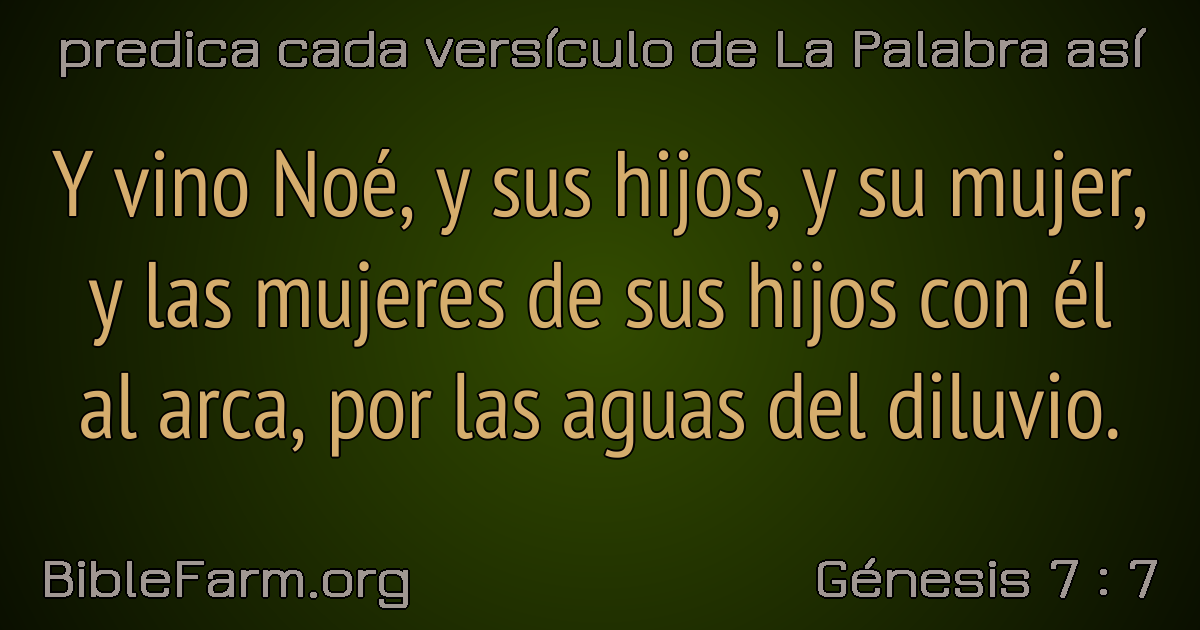 predica cada versículo de La Palabra así
Y vino Noé, y sus hijos, y su mujer,
y las mujeres de sus hijos con él
al arca, por las aguas del diluvio.
BibleFarm.org
Génesis 7 : 7